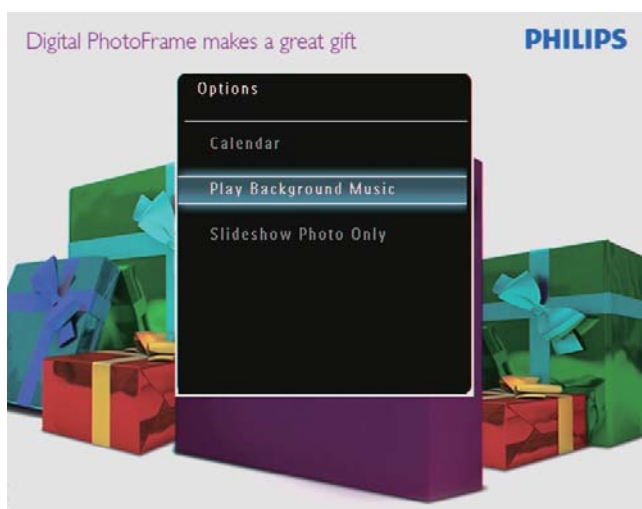 Digital PhotoFrame makes a great gift
PHILIPS
Options
Calendar
Play Background Music
Slideshow Photo Only